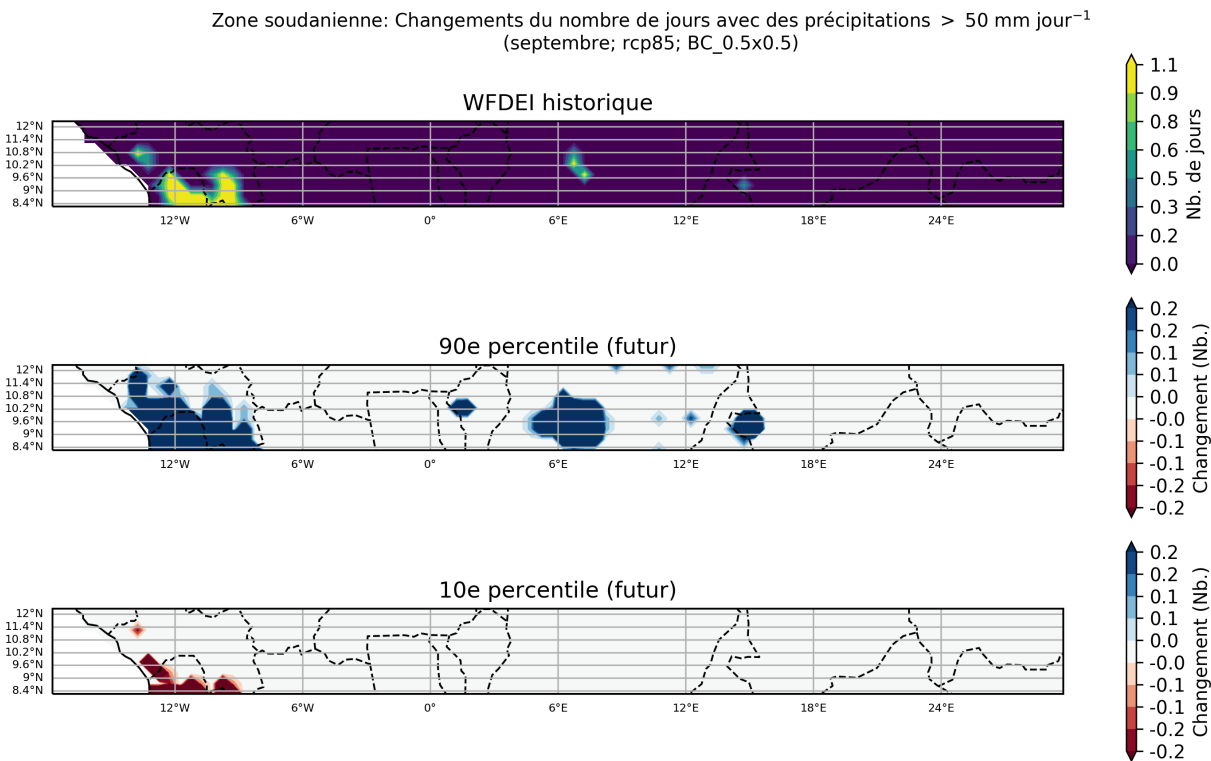 Zone soudanienne: Changements du nombre de jours avec des précipitations > 50 mm jour⁻¹
(septembre; rcp85; BC_0.5x0.5)
WFDEI historique
12°N
11.4°N
10.8°N
10.2°N
9.6°N
9°N
8.4°N
12°W 6°W 0° 6°E 12°E 18°E 24°E
1.1
0.9
0.8
0.6
0.5
0.3
0.2
0.0
Nb. de jours
90e percentile (futur)
12°N
11.4°N
10.8°N
10.2°N
9.6°N
9°N
8.4°N
12°W 6°W 0° 6°E 12°E 18°E 24°E
0.2
0.2
0.1
0.1
0.0
-0.0
-0.1
-0.1
-0.2
-0.2
Changement (Nb.)
10e percentile (futur)
12°N
11.4°N
10.8°N
10.2°N
9.6°N
9°N
8.4°N
12°W 6°W 0° 6°E 12°E 18°E 24°E
0.2
0.2
0.1
0.1
0.0
-0.0
-0.1
-0.1
-0.2
-0.2
Changement (Nb.)